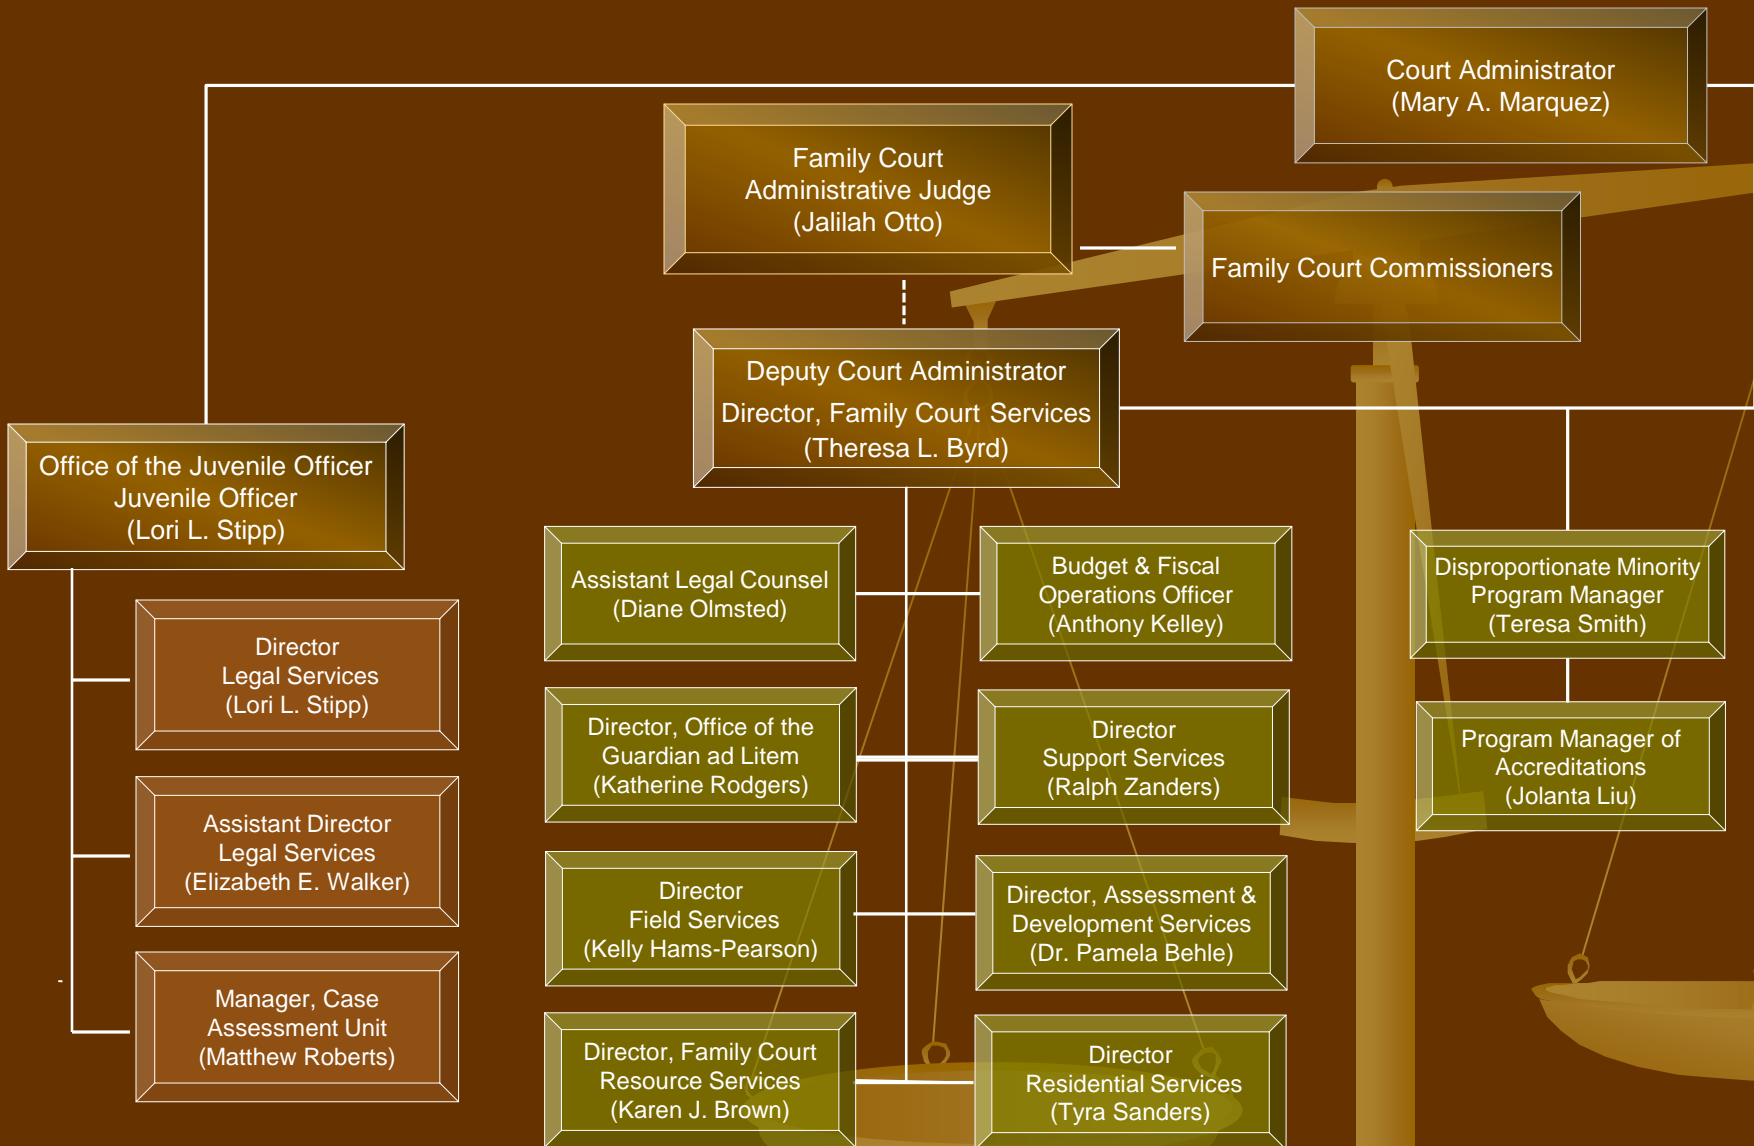 Court Administrator
(Mary A. Marquez)
Family Court
Administrative Judge
(Jalilah Otto)
Family Court Commissioners
Deputy Court Administrator
Director, Family Court Services
(Theresa L. Byrd)
Office of the Juvenile Officer
Juvenile Officer
(Lori L. Stipp)
Director
Legal Services
(Lori L. Stipp)
Assistant Director
Legal Services
(Elizabeth E. Walker)
Manager, Case
Assessment Unit
(Matthew Roberts)
Assistant Legal Counsel
(Diane Olmsted)
Budget & Fiscal
Operations Officer
(Anthony Kelley)
Director, Office of the
Guardian ad Litem
(Katherine Rodgers)
Director
Support Services
(Ralph Zanders)
Director
Field Services
(Kelly Hams-Pearson)
Director, Assessment &
Development Services
(Dr. Pamela Behle)
Director, Family Court
Resource Services
(Karen J. Brown)
Director
Residential Services
(Tyra Sanders)
Disproportionate Minority
Program Manager
(Teresa Smith)
Program Manager of
Accreditations
(Jolanta Liu)
-